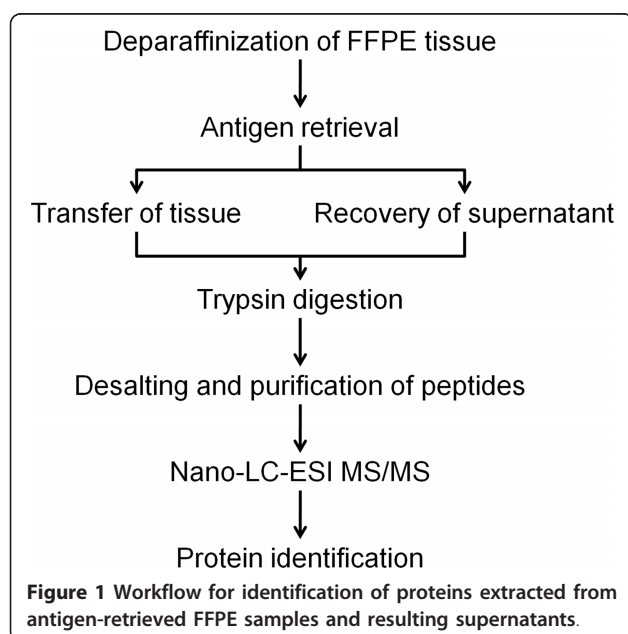 Deparaffinization of FFPE tissue
Antigen retrieval
Transfer of tissue
Recovery of supernatant
Trypsin digestion
Desalting and purification of peptides
Nano-LC-ESI MS/MS
Protein identification
Figure 1 Workflow for identification of proteins extracted from
antigen-retrieved FFPE samples and resulting supernatants.